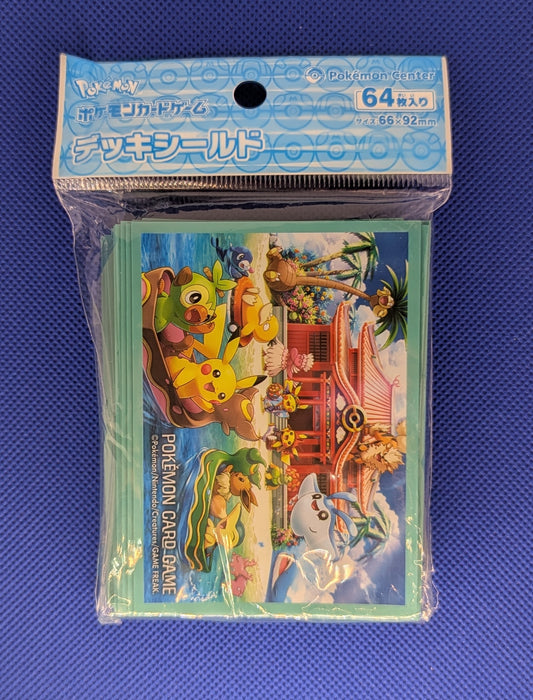 POKÉMON
Pokémon Center
ポケモンカードゲーム
64枚入り
サイズ 66×92mm
デッキシールド
POKÉMON CARD GAME
©Pokémon/Nintendo/Creatures/GAME FREAK.